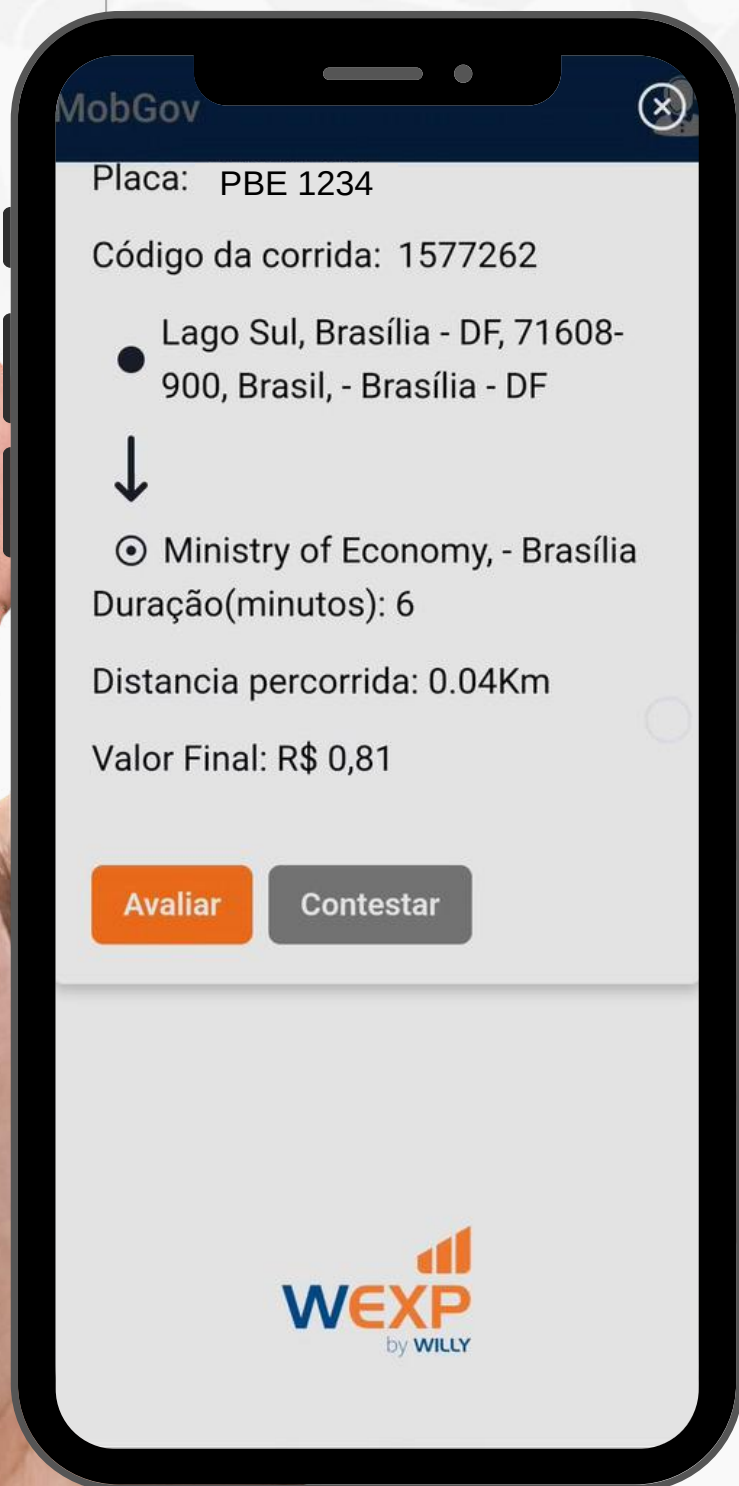 MobGov
Placa: PBE 1234
Código da corrida: 1577262
Lago Sul, Brasília - DF, 71608-
900, Brasil, - Brasília - DF
Ministry of Economy, - Brasília
Duração(minutos): 6
Distancia percorrida: 0.04Km
Valor Final: R$ 0,81
Avaliar Contestar
WEXP
by WILLY